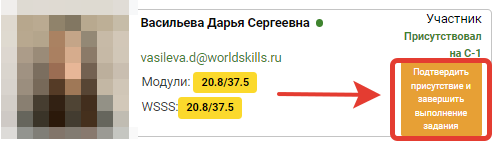 Васильева Дарья Сергеевна
Участник
Присутствовал
на С-1
vasileva.d@worldskills.ru
Модули: 20.8/37.5
WSSS: 20.8/37.5
Подтвердить
присутствие и
завершить
выполнение
задания